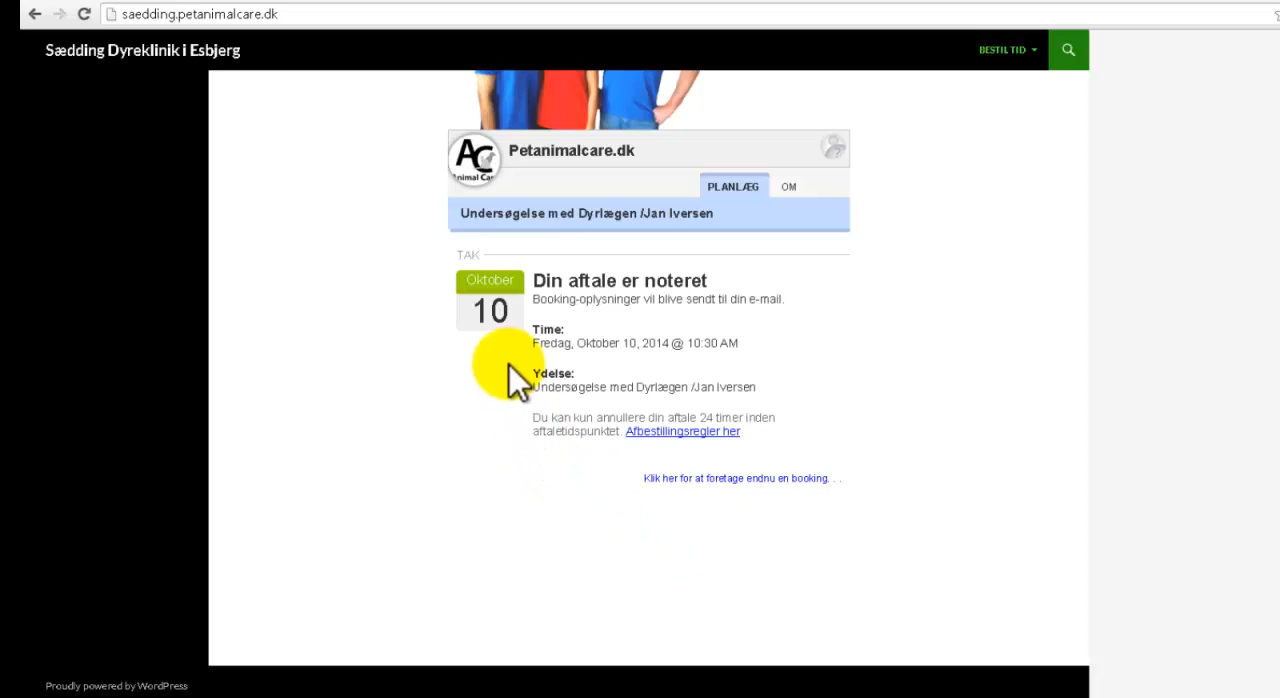 saedding.petanimalcare.dk
Sædding Dyreklinik i Esbjerg
BESTIL TID
AC
Animal Car
Petanimalcare.dk
PLANLÆG OM
Undersøgelse med Dyrlægen /Jan Iversen
TAK
Oktober
10
Din aftale er noteret
Booking-oplysninger vil blive sendt til din e-mail.
Time:
Fredag, Oktober 10, 2014 @ 10:30 AM
Ydelse:
Undersøgelse med Dyrlægen /Jan Iversen
Du kan kun annullere din aftale 24 timer inden
aftaletidspunktet. Afbestillingsregler her
Klik her for at foretage endnu en booking. . .
Proudly powered by WordPress